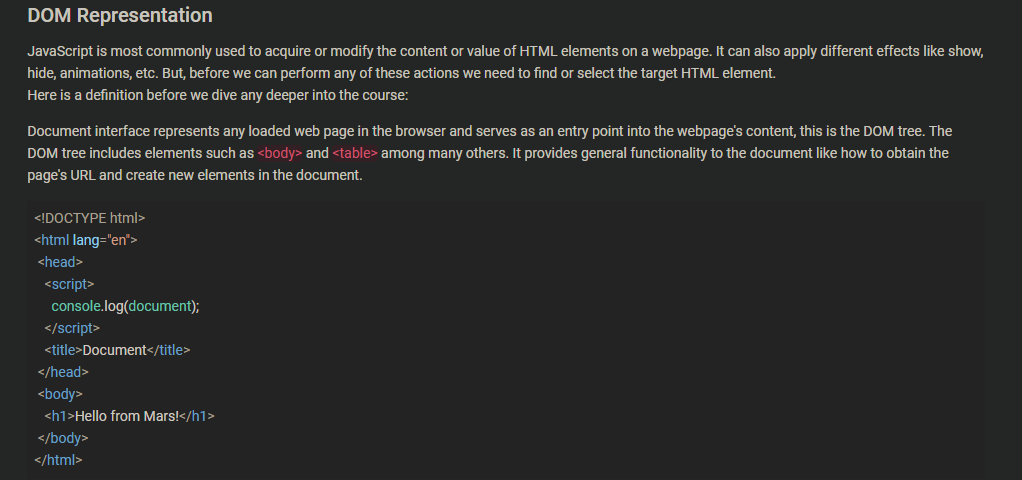 DOM Representation
JavaScript is most commonly used to acquire or modify the content or value of HTML elements on a webpage. It can also apply different effects like show,
hide, animations, etc. But, before we can perform any of these actions we need to find or select the target HTML element.
Here is a definition before we dive any deeper into the course:
Document interface represents any loaded web page in the browser and serves as an entry point into the webpage's content, this is the DOM tree. The
DOM tree includes elements such as <body> and <table> among many others. It provides general functionality to the document like how to obtain the
page's URL and create new elements in the document.
<!DOCTYPE html>
<html lang="en">
<head>
<script>
console.log(document);
</script>
<title>Document</title>
</head>
<body>
<h1>Hello from Mars!</h1>
</body>
</html>